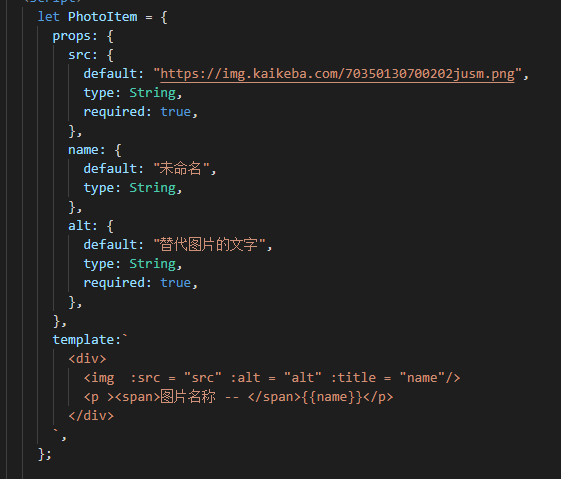 <script>
let PhotoItem = {
props: {
src: {
default: "https://img.kaikeba.com/70350130700202jusm.png",
type: String,
required: true,
},
name: {
default: "未命名",
type: String,
},
alt: {
default: "替代图片的文字",
type: String,
required: true,
},
},
template:`
<div>
<img  :src = "src" :alt = "alt" :title = "name"/>
<p ><span>图片名称 -- </span>{{name}}</p>
</div>
`,
};